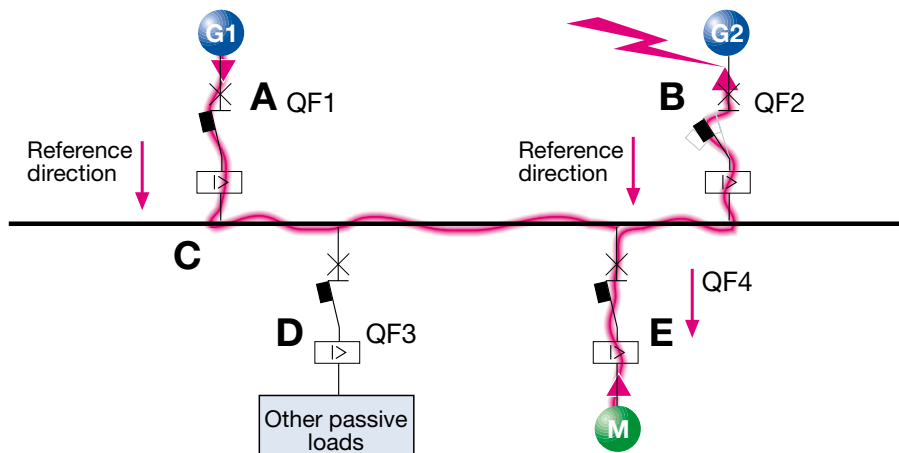 G1
G2
A QF1
B QF2
Reference
direction
Reference
direction
I>
I>
C
QF4
D QF3
E
I>
I>
Other passive
loads
M